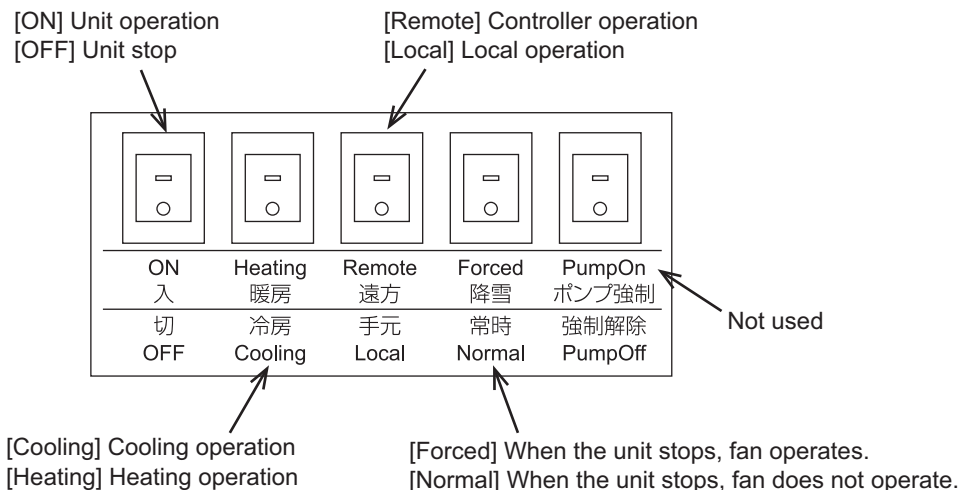 [ON] Unit operation
[OFF] Unit stop
[Remote] Controller operation
[Local] Local operation
ON Heating Remote Forced PumpOn
入 暖房 遠方 降雪 ポンプ強制
切 冷房 手元 常時 強制解除
OFF Cooling Local Normal PumpOff
Not used
[Cooling] Cooling operation
[Heating] Heating operation
[Forced] When the unit stops, fan operates.
[Normal] When the unit stops, fan does not operate.